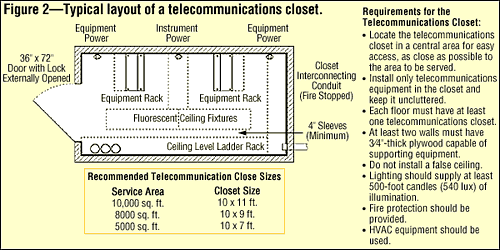 Figure 2—Typical layout of a telecommunications closet.
Equipment
Power
Instrument
Power
Equipment
Power
36" x 72"
Door with Lock
Externally Opened
Equipment Rack
Equipment Rack
Closet
Interconnecting
Conduit
(Fire Stopped)
Fluorescent Ceiling Fixtures
4" Sleeves
(Minimum)
Ceiling Level Ladder Rack
Recommended Telecommunication Close Sizes
Service Area Closet Size
10,000 sq. ft. 10 x 11 ft.
8000 sq. ft. 10 x 9 ft.
5000 sq. ft. 10 x 7 ft.
Requirements for the
Telecommunications Closet:
• Locate the telecommunications
closet in a central area for easy
access, as close as possible to
the area to be served.
• Install only telecommunications
equipment in the closet and
keep it uncluttered.
• Each floor must have at least
one telecommunications closet.
• At least two walls must have
3⁄4"-thick plywood capable of
supporting equipment.
• Do not install a false ceiling.
• Lighting should supply at least
500-foot candles (540 lux) of
illumination.
• Fire protection should be
provided.
• HVAC equipment should be
used.